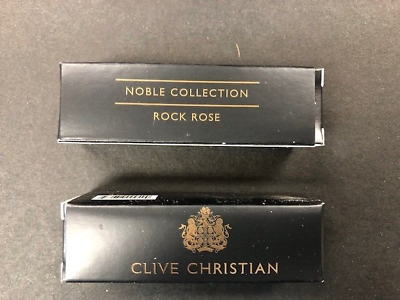 NOBLE COLLECTION
ROCK ROSE
CLIVE CHRISTIAN